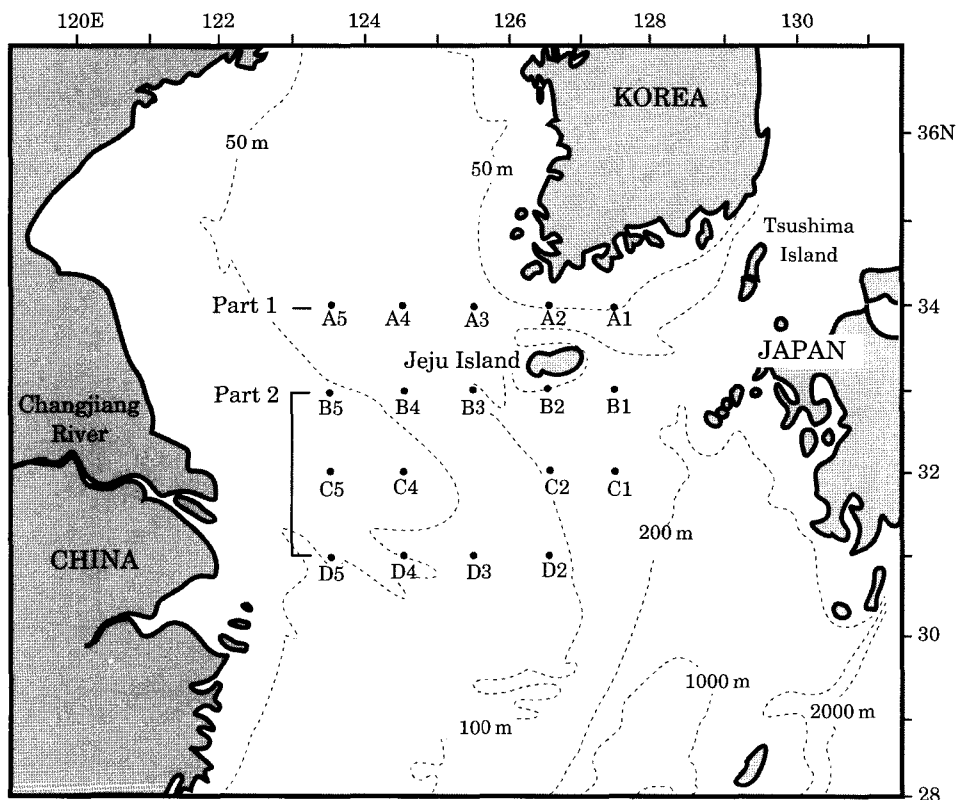 120E 122 124 126 128 130
KOREA
36N
50 m
50 m
Tsushima
Island
Part 1
34
A5 A4 A3 A2 A1
Jeju Island
JAPAN
Part 2
Changjiang
River
B5 B4 B3 B2 B1
32
C5 C4 C2 C1
200 m
CHINA
D5 D4 D3 D2
30
1000 m
2000 m
100 m
28